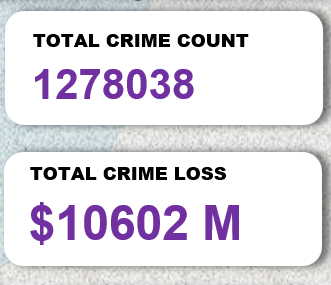 TOTAL CRIME COUNT
1278038
TOTAL CRIME LOSS
$10602 M